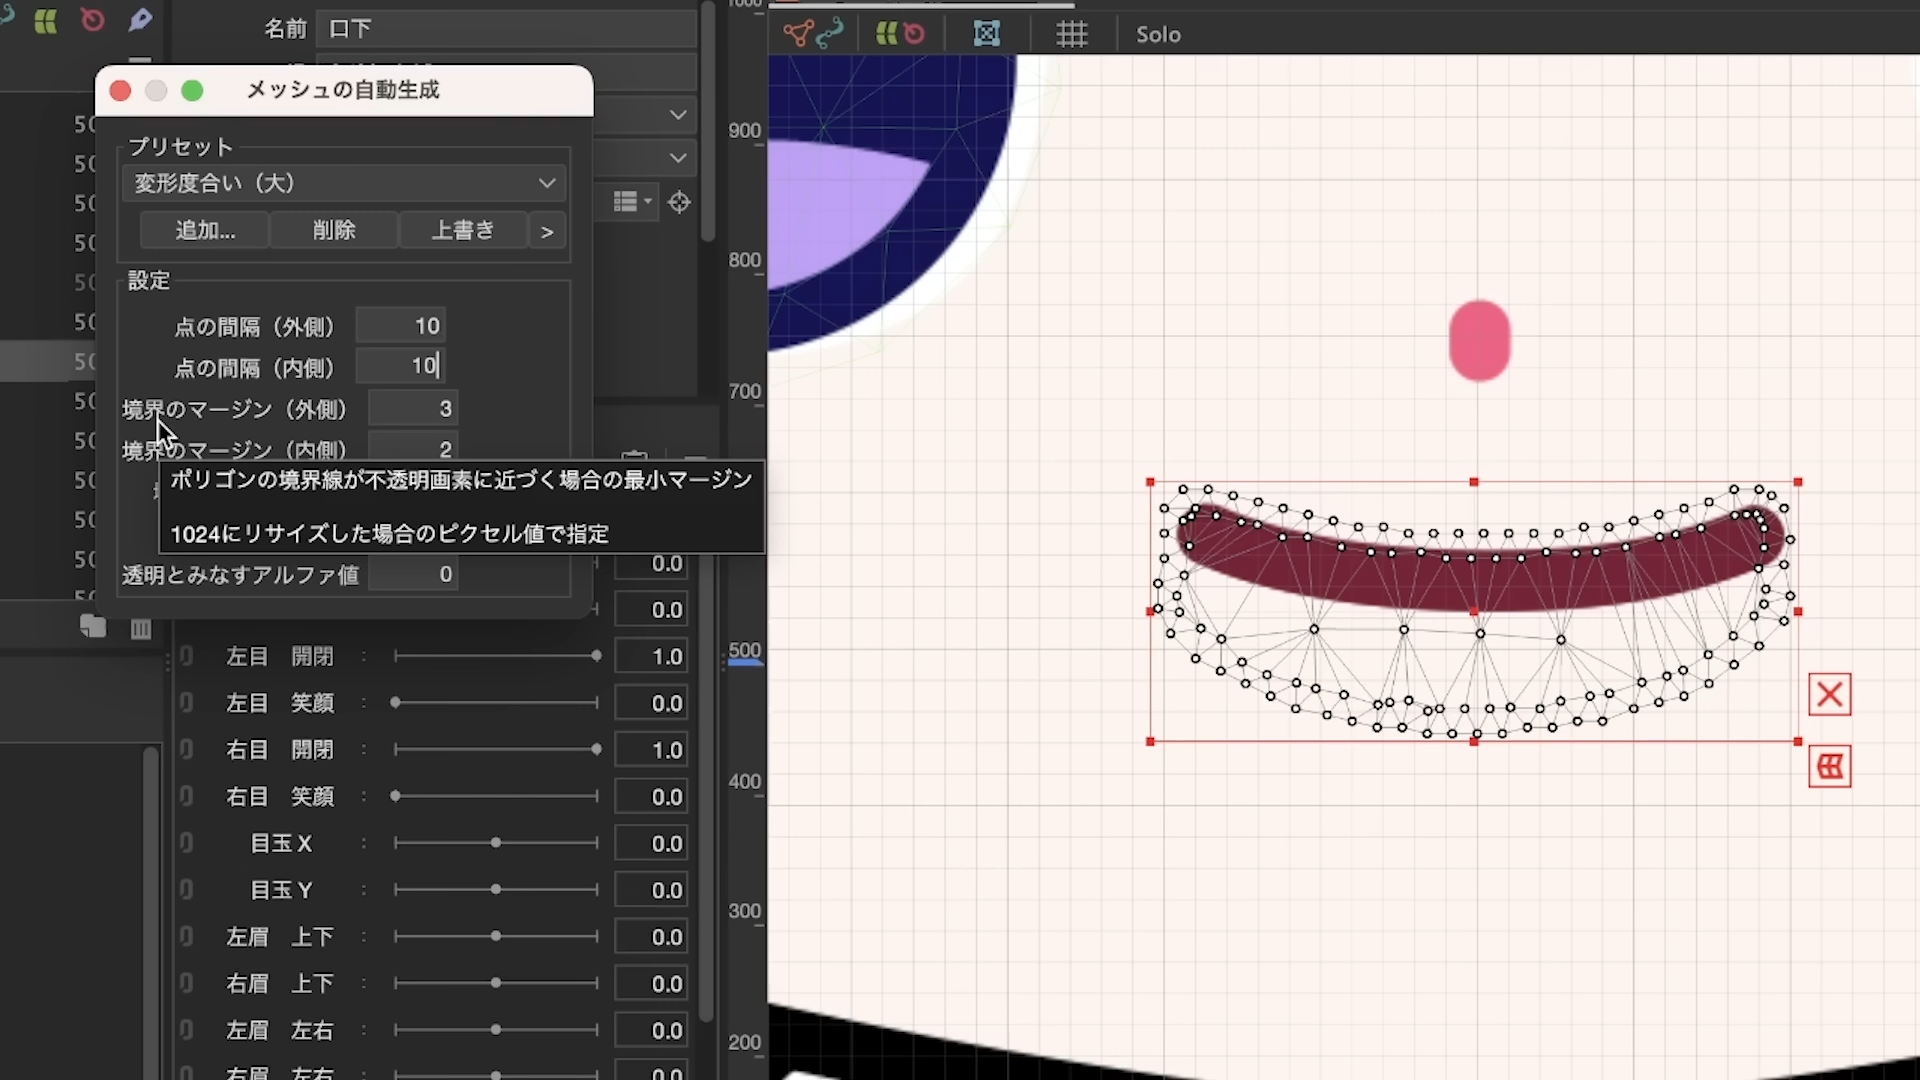 名前 口下
メッシュの自動生成
プリセット
変形度合い（大）
追加... 削除 上書き >
設定
点の間隔（外側） 10
点の間隔（内側） 10
境界のマージン（外側） 3
境界のマージン（内側） 2
ポリゴンの境界線が不透明画素に近づく場合の最小マージン
1024にリサイズした場合のピクセル値で指定
透明とみなすアルファ値 0
0.0
0.0
左目 開閉 : 1.0
左目 笑顔 : 0.0
右目 開閉 : 1.0
右目 笑顔 : 0.0
目玉 X : 0.0
目玉 Y : 0.0
左眉 上下 : 0.0
右眉 上下 : 0.0
左眉 左右 : 0.0
右眉 左右 : 0.0
Solo
1000
900
800
700
500
400
300
200